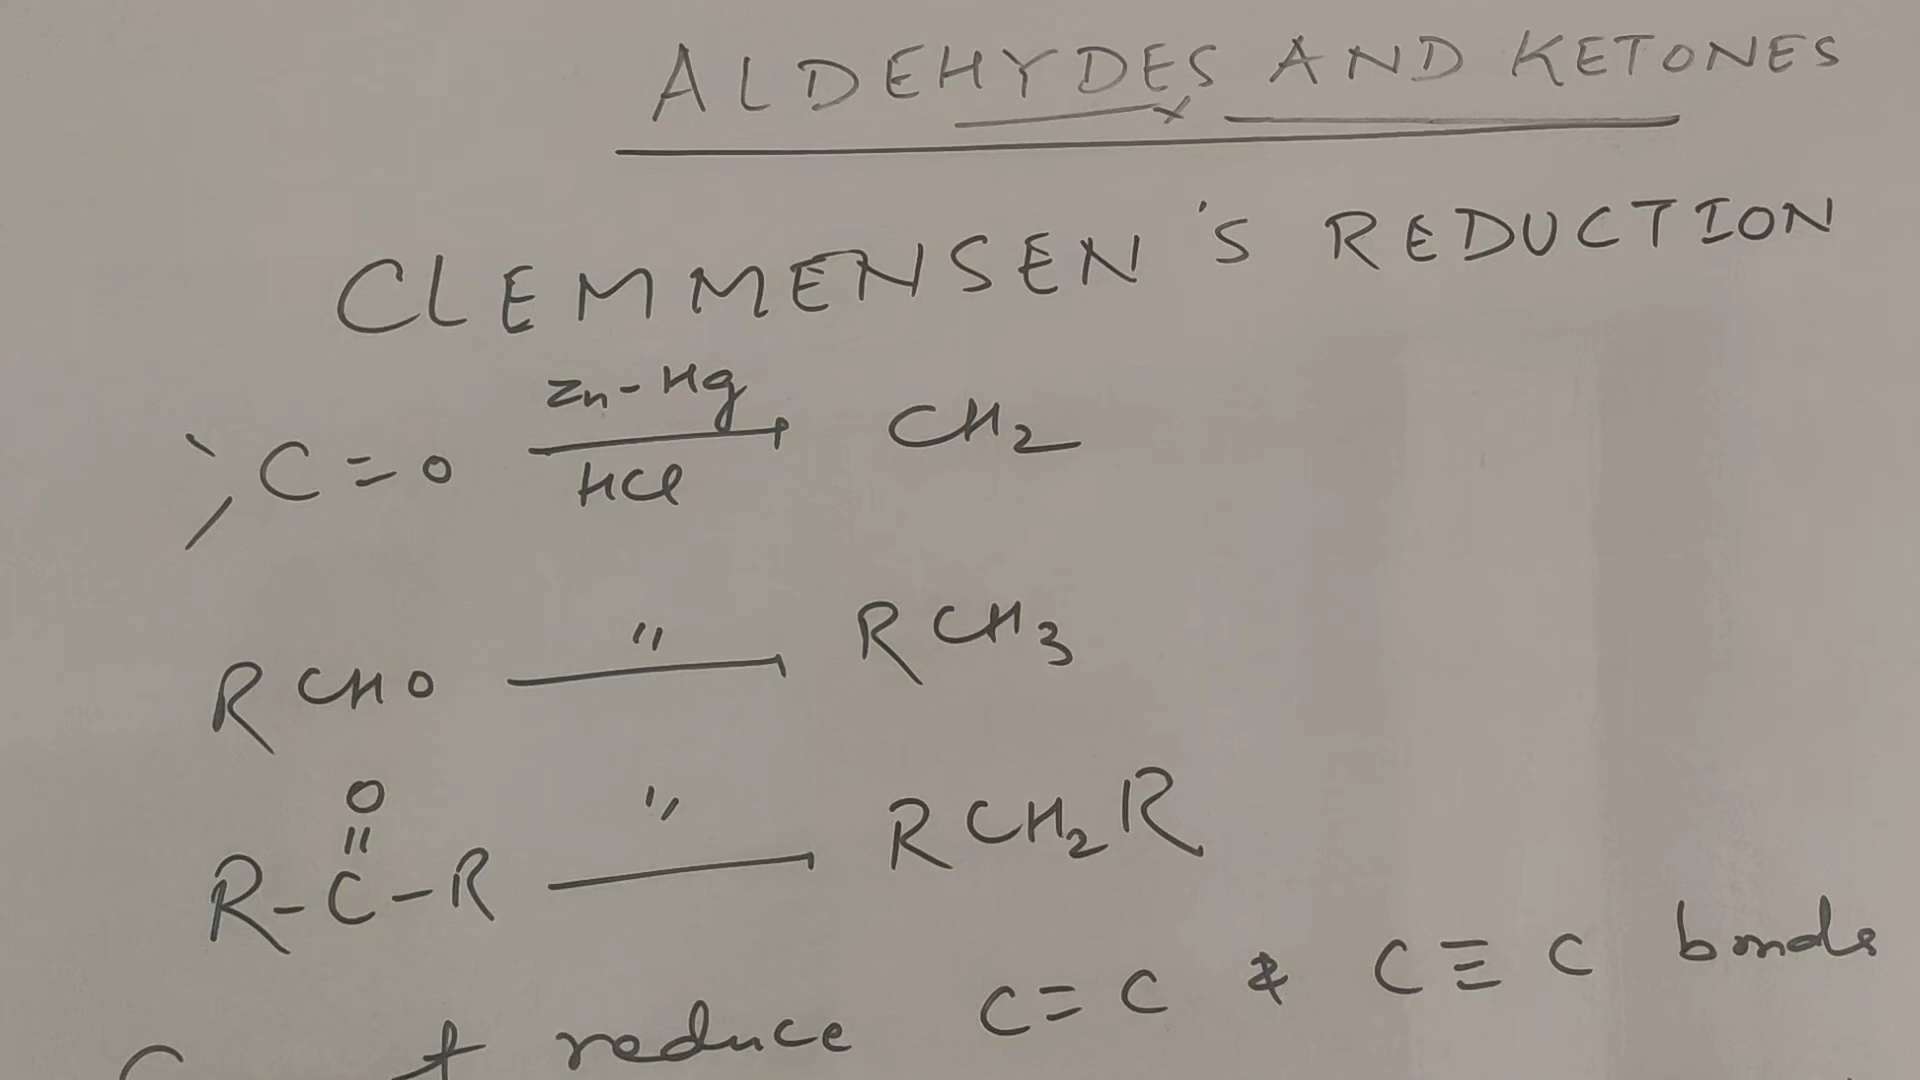 ALDEHYDES AND KETONES
CLEMMENSEN'S REDUCTION
>C=O Zn-Hg/HCl → CH2
RCHO " → RCH3
R-C(=O)-R " → RCH2R
reduce C=C & C≡C bonds